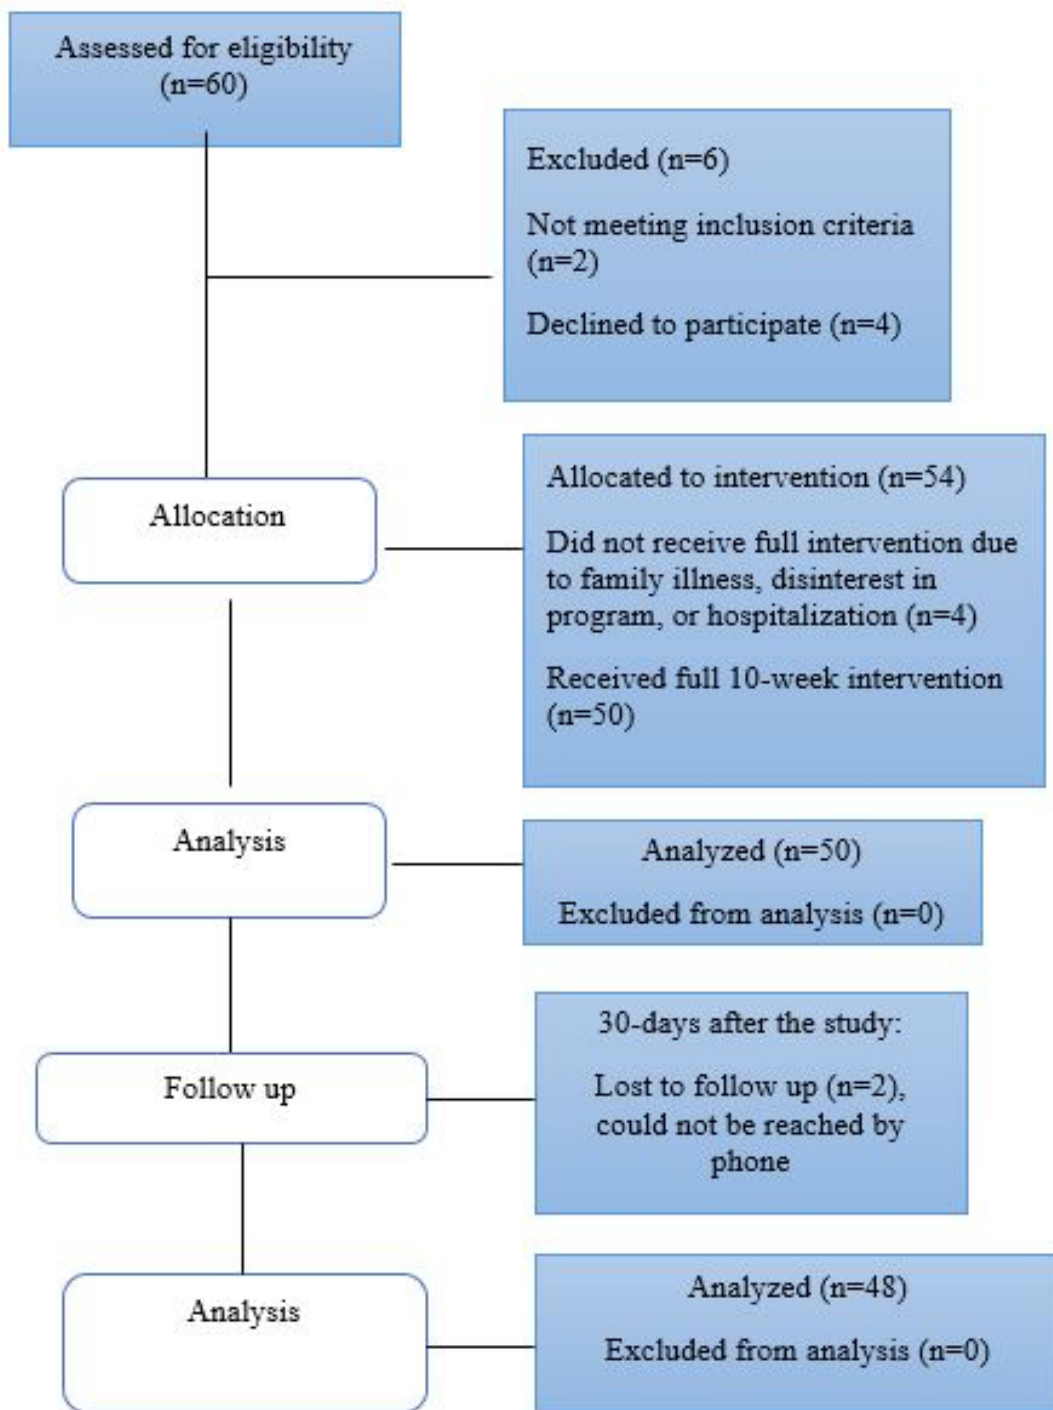 Assessed for eligibility
(n=60)
Excluded (n=6)
Not meeting inclusion criteria
(n=2)
Declined to participate (n=4)
Allocation
Allocated to intervention (n=54)
Did not receive full intervention due
to family illness, disinterest in
program, or hospitalization (n=4)
Received full 10-week intervention
(n=50)
Analysis
Analyzed (n=50)
Excluded from analysis (n=0)
Follow up
30-days after the study:
Lost to follow up (n=2),
could not be reached by
phone
Analysis
Analyzed (n=48)
Excluded from analysis (n=0)